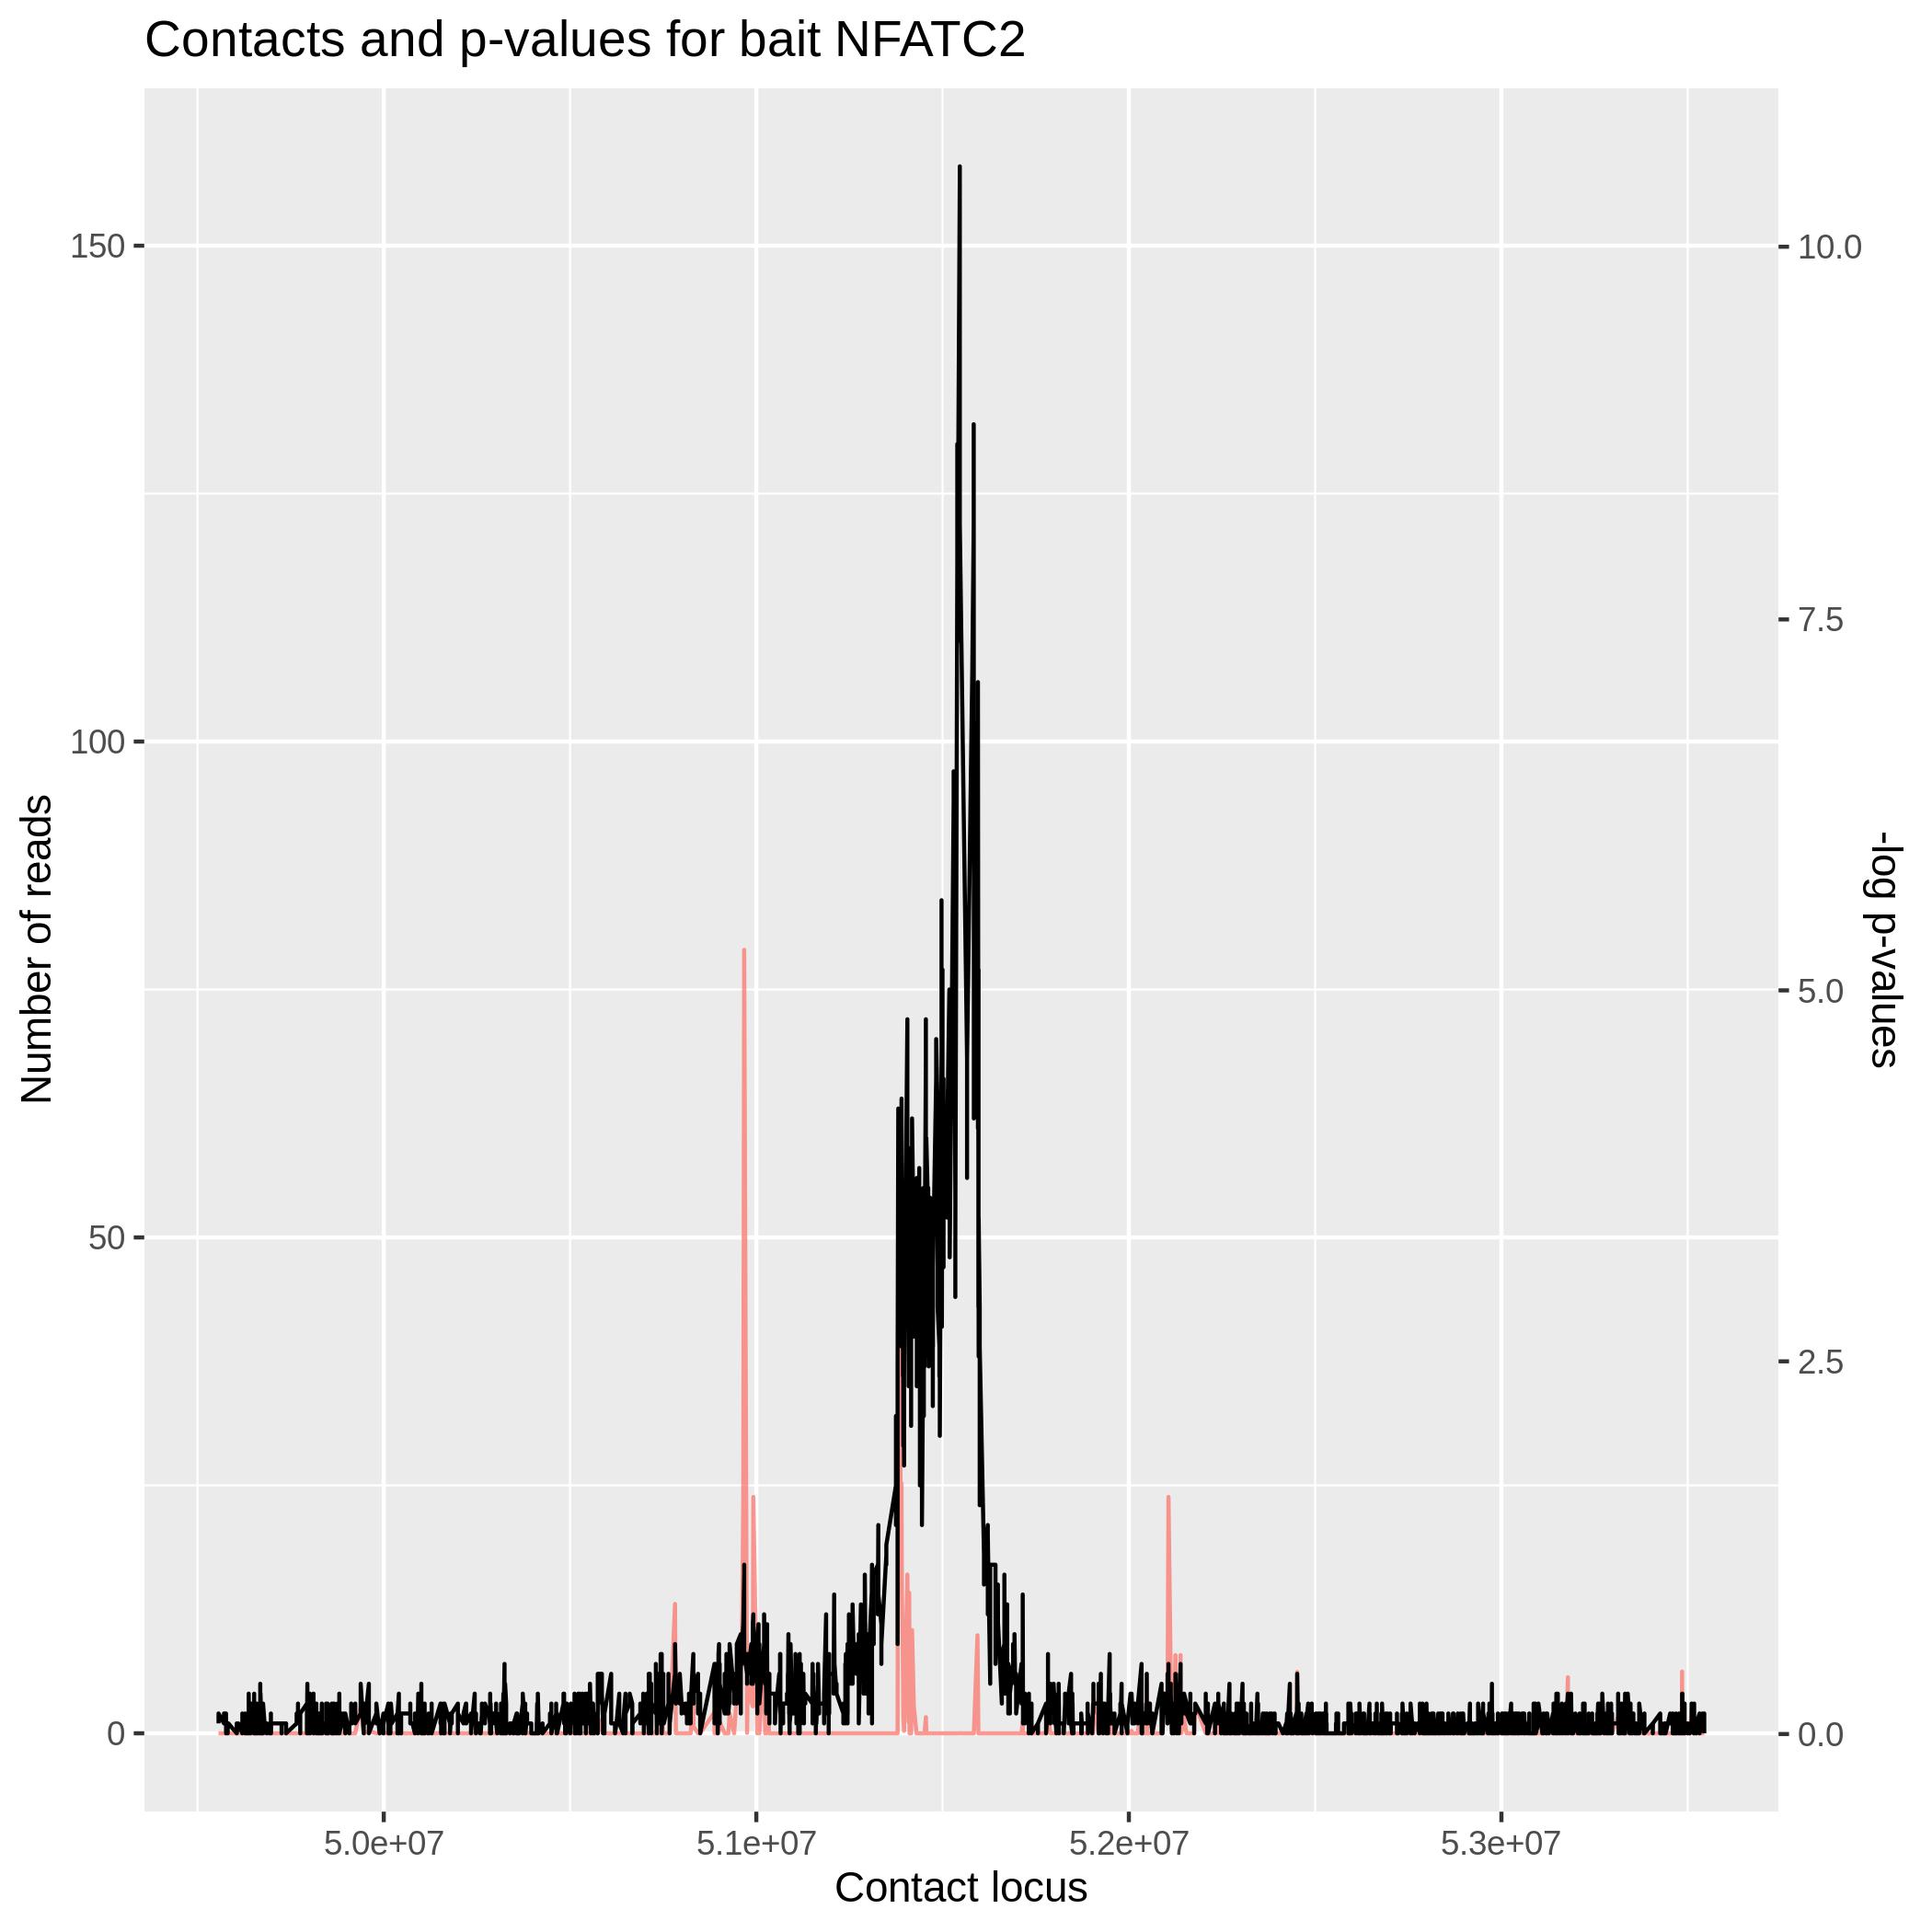 Contacts and p-values for bait NFATC2
150
100
50
0
Number of reads
10.0
7.5
5.0
2.5
0.0
-log p-values
5.0e+07
5.1e+07
5.2e+07
5.3e+07
Contact locus